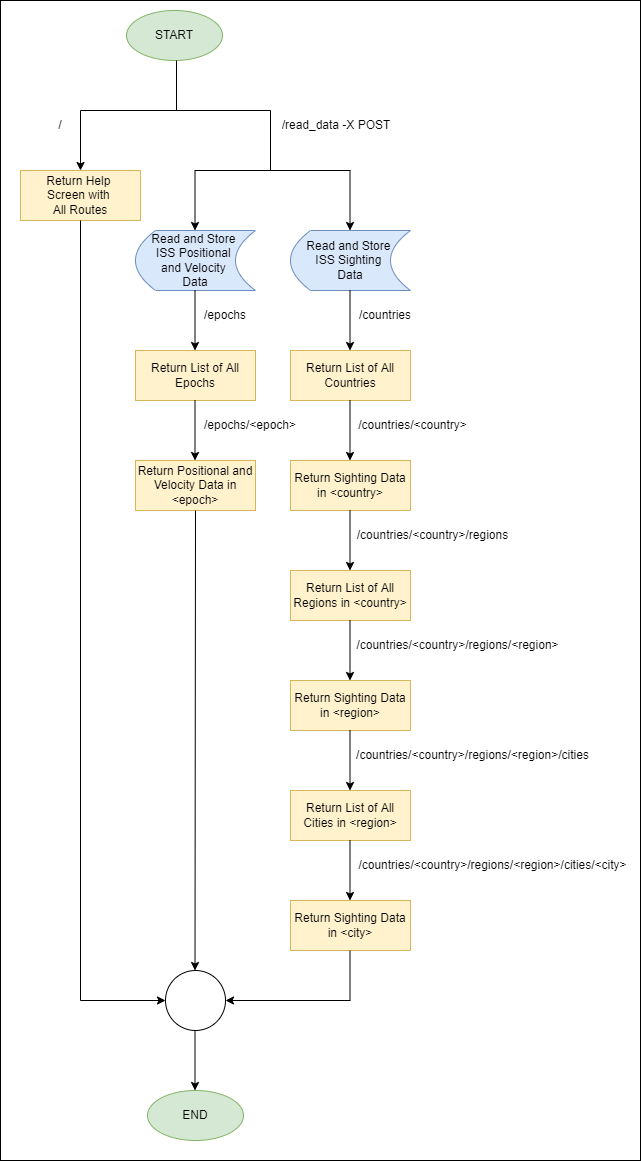 START
/
/read_data -X POST
Return Help
Screen with
All Routes
Read and Store
ISS Positional
and Velocity
Data
Read and Store
ISS Sighting
Data
/epochs
/countries
Return List of All
Epochs
Return List of All
Countries
/epochs/<epoch>
/countries/<country>
Return Positional and
Velocity Data in
<epoch>
Return Sighting Data
in <country>
/countries/<country>/regions
Return List of All
Regions in <country>
/countries/<country>/regions/<region>
Return Sighting Data
in <region>
/countries/<country>/regions/<region>/cities
Return List of All
Cities in <region>
/countries/<country>/regions/<region>/cities/<city>
Return Sighting Data
in <city>
END